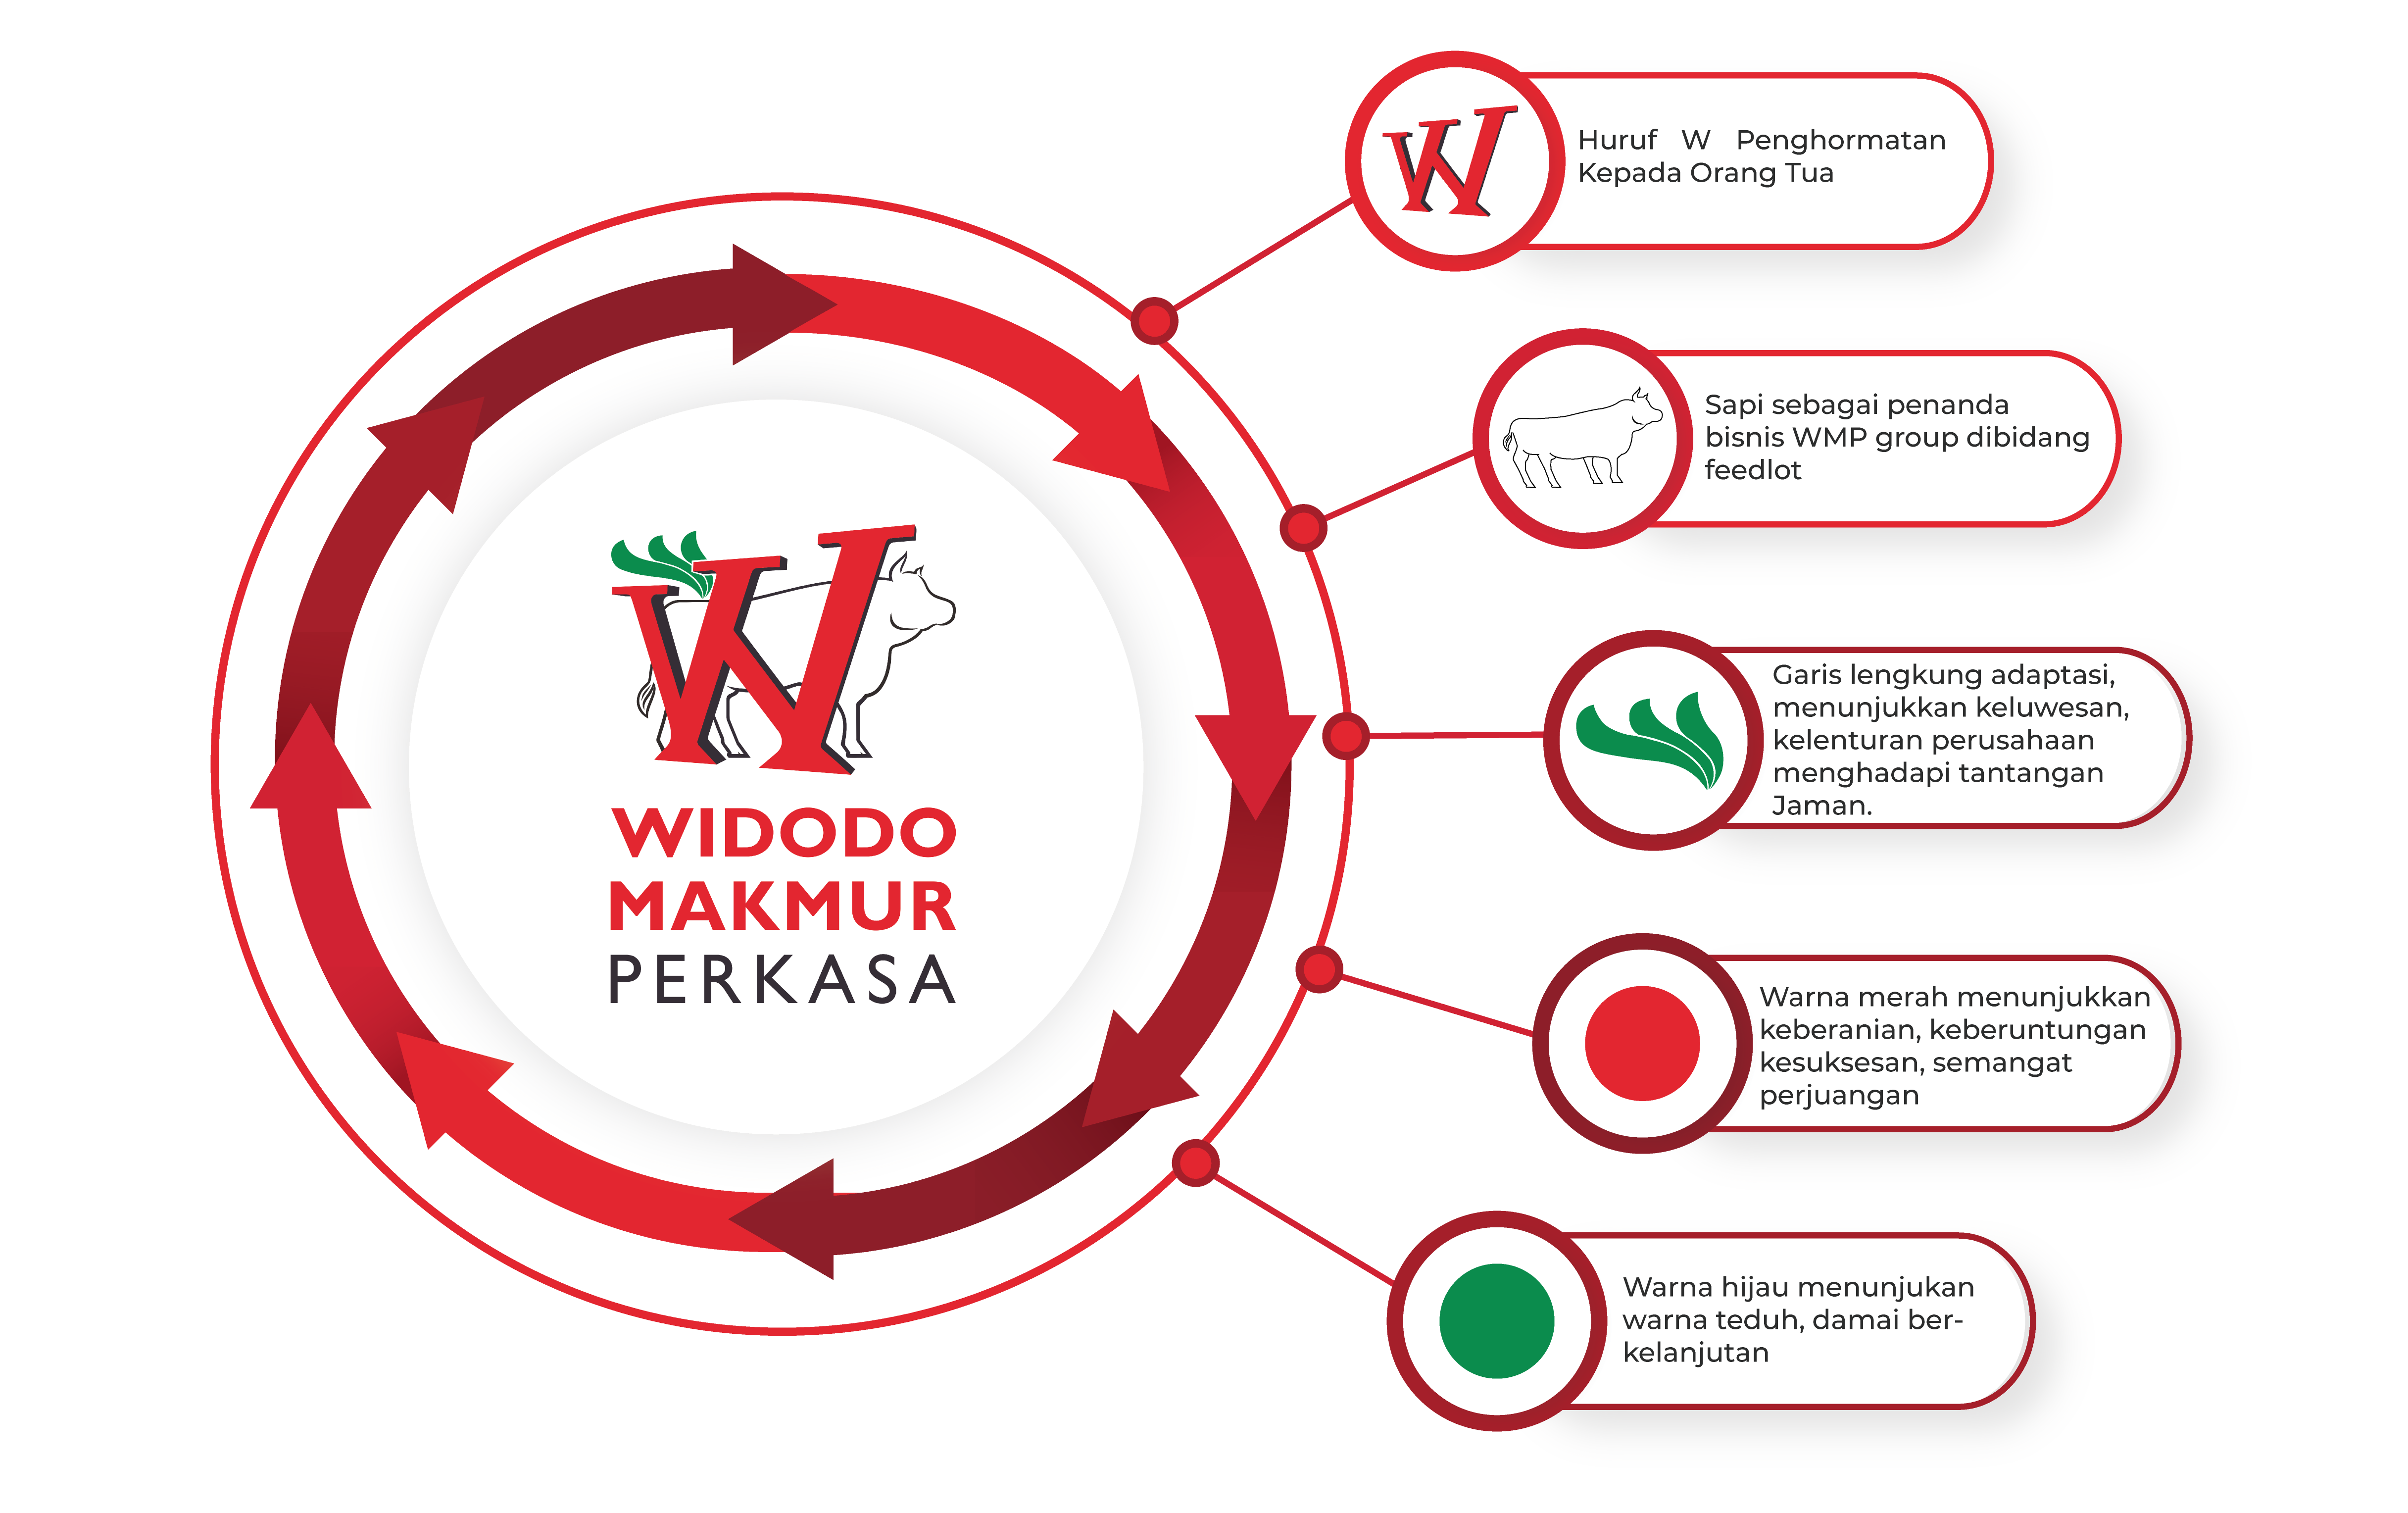 Huruf W Penghormatan
Kepada Orang Tua
Sapi sebagai penanda
bisnis WMP group dibidang
feedlot
W
WIDODO
MAKMUR
PERKASA
Garis lengkung adaptasi,
menunjukkan keluwesan,
kelenturan perusahaan
menghadapi tantangan
Jaman.
Warna merah menunjukkan
keberanian, keberuntungan
kesuksesan, semangat
perjuangan
Warna hijau menunjukan
warna teduh, damai ber-
kelanjutan